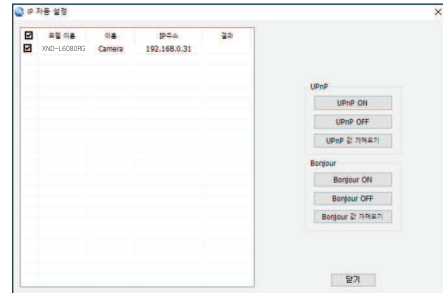 IP 자동 설정
모델 이름 이름 IP주소 결과
XND-L6080RG Camera 192.168.0.31
UPnP
UPnP ON
UPnP OFF
UPnP 값 가져오기
Bonjour
Bonjour ON
Bonjour OFF
Bonjour 값 가져오기
닫기